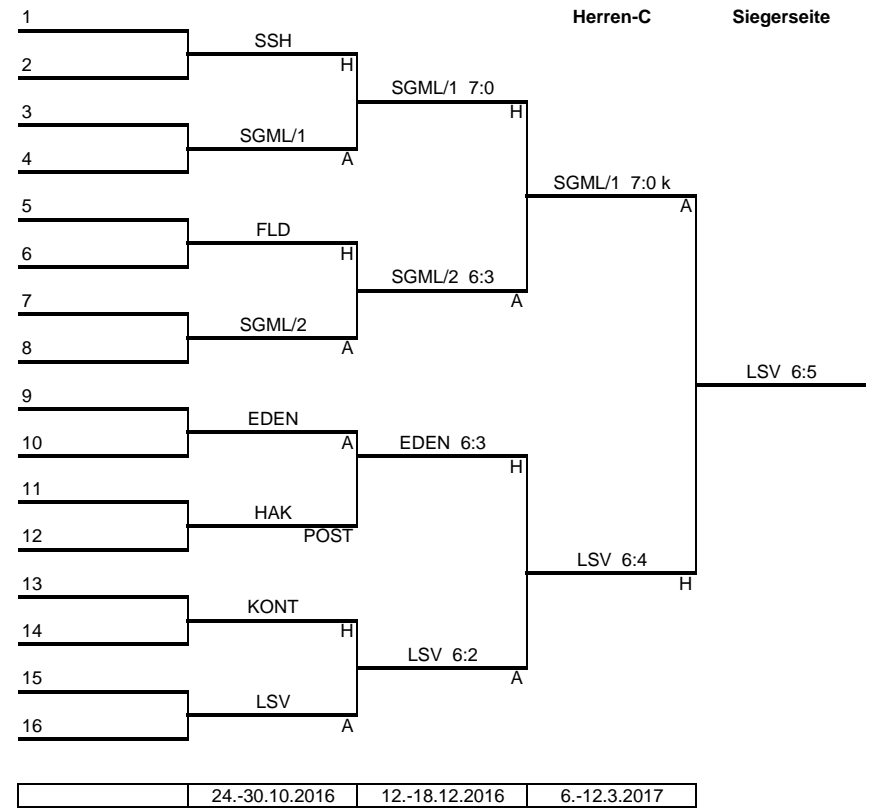 1 Herren-C Siegerseite
SSH
2 H
SGML/1 7:0
3 H
SGML/1
4 A
SGML/1 7:0 k
5 A
FLD
6 H
SGML/2 6:3
7 A
SGML/2
8 A
LSV 6:5
9
EDEN
10 A EDEN 6:3
H
11
HAK
12 POST
LSV 6:4
13 H
KONT
14 H
LSV 6:2
15 A
LSV
16 A
24.-30.10.2016 12.-18.12.2016 6.-12.3.2017